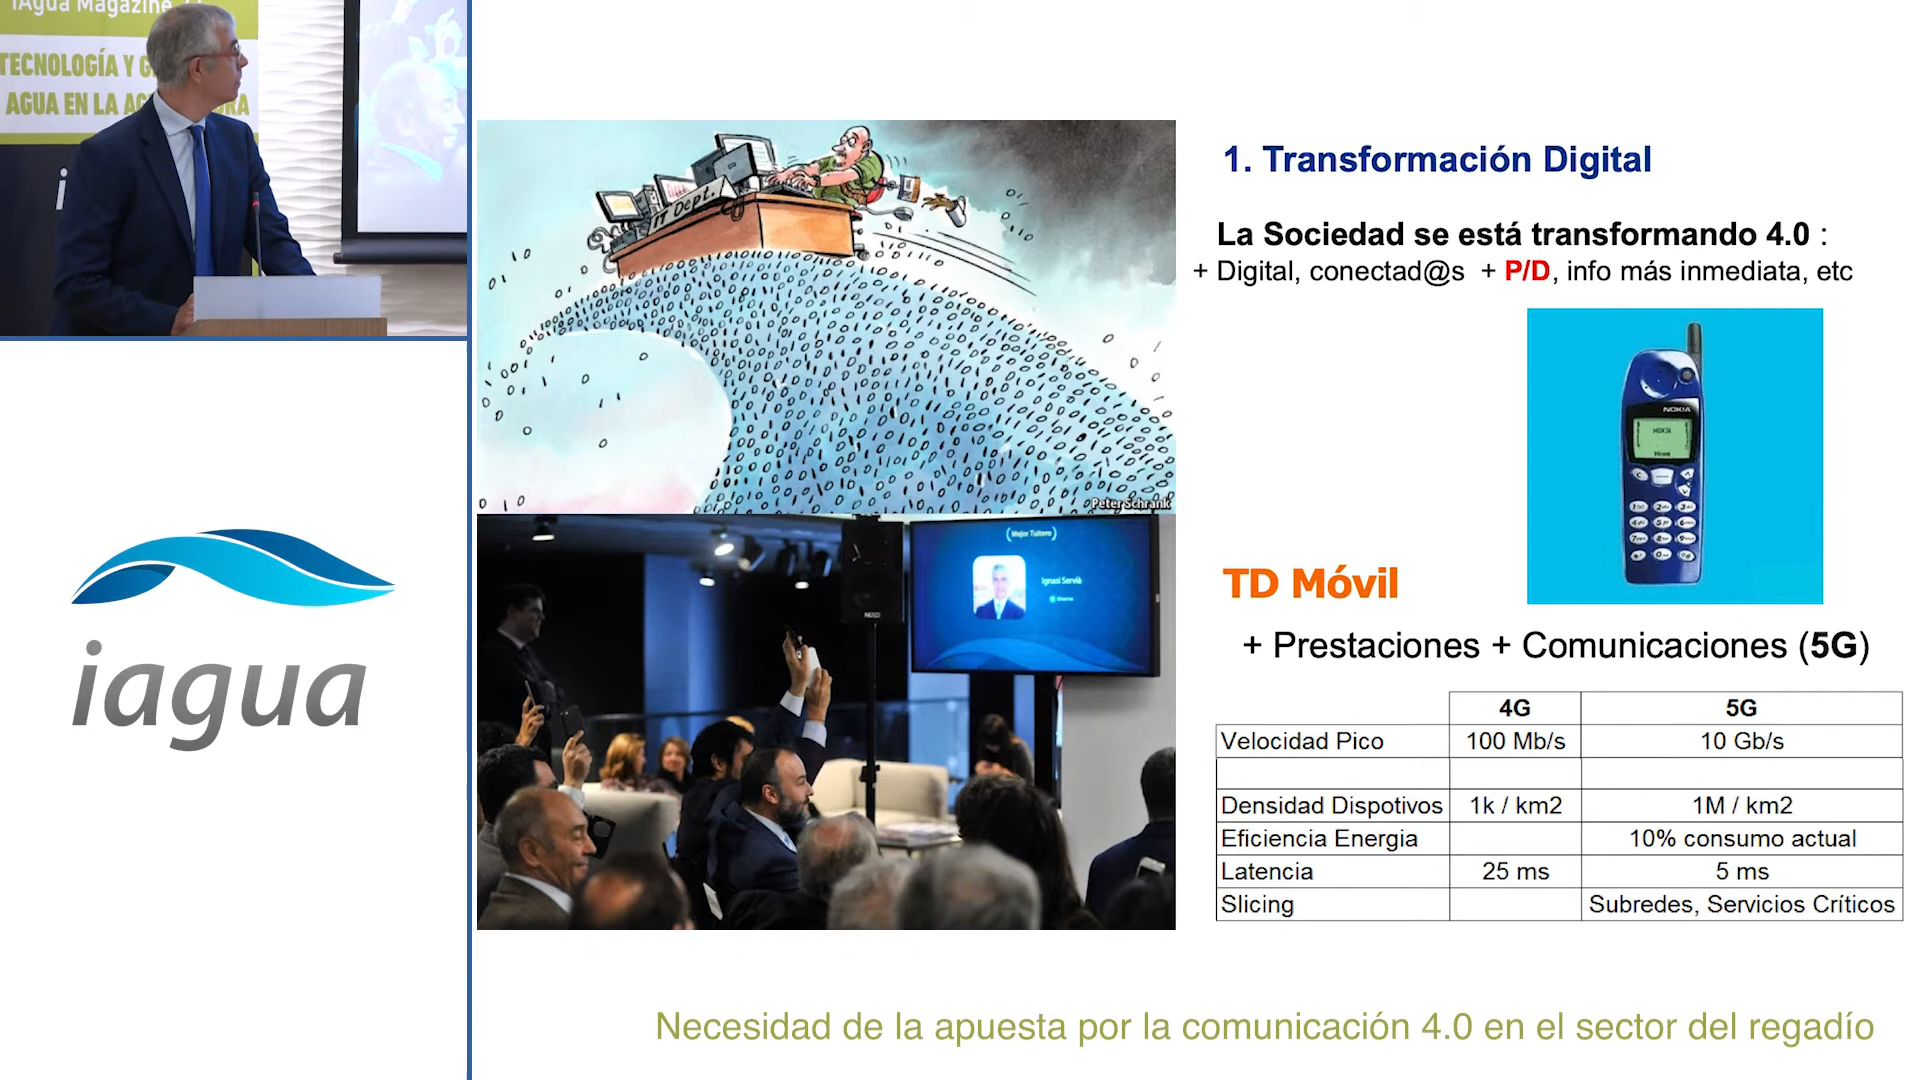 iAgua Magazine
TECNOLOGÍA Y G
AGUA EN LA AG RA
i
iagua
IT Dept.
Peter Schrank
(Mejor Tuitero)
Ignasi Servià
1. Transformación Digital
La Sociedad se está transformando 4.0 :
+ Digital, conectad@s + P/D, info más inmediata, etc
NOKIA
TD Móvil
+ Prestaciones + Comunicaciones (5G)
4G 5G
Velocidad Pico 100 Mb/s 10 Gb/s
Densidad Dispotivos 1k / km2 1M / km2
Eficiencia Energia 10% consumo actual
Latencia 25 ms 5 ms
Slicing Subredes, Servicios Críticos
Necesidad de la apuesta por la comunicación 4.0 en el sector del regadío